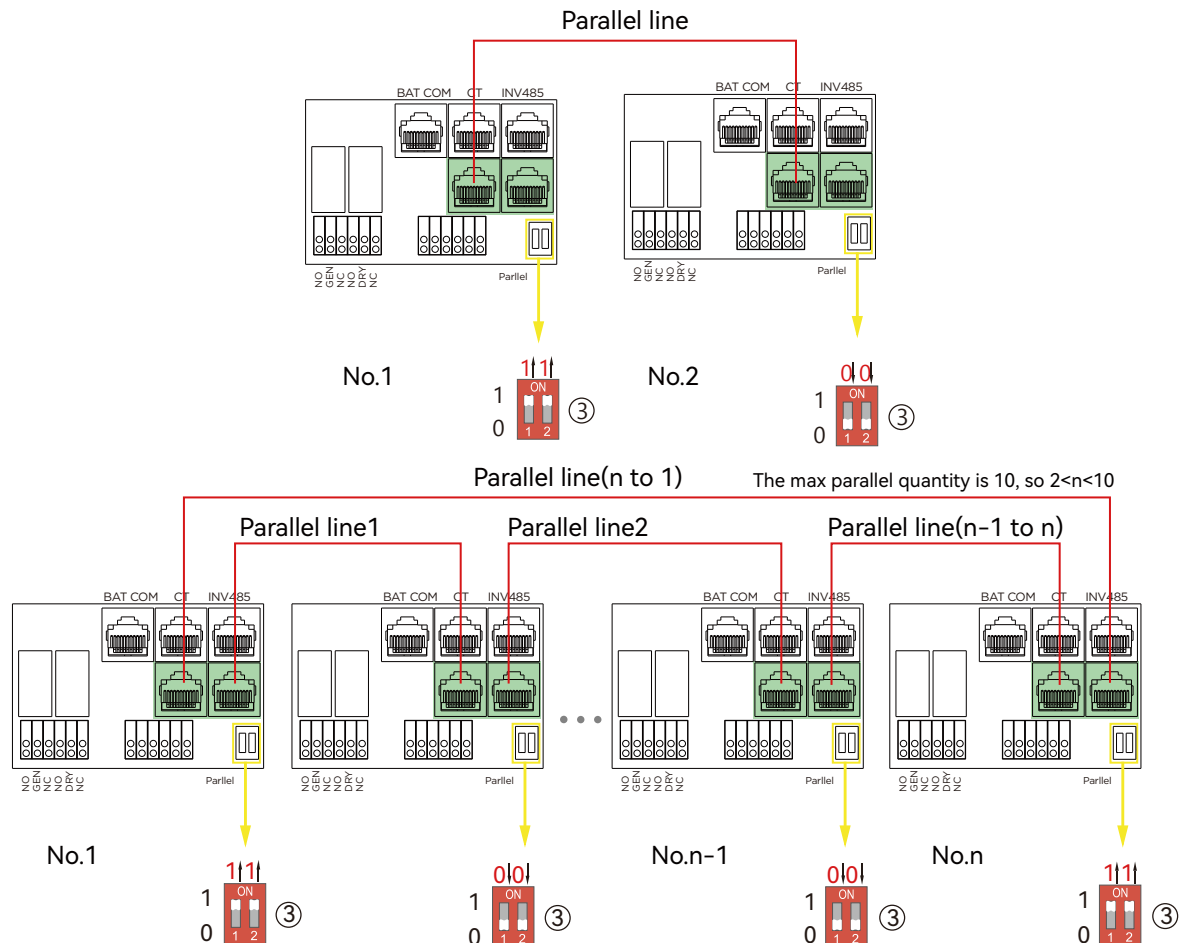 Parallel line
BAT COM CT INV485
BAT COM CT INV485
NO GEN NC NO DRY NC
Parllel
NO GEN NC NO DRY NC
Parllel
No.1
1 1
ON
1
0
1 2
③
No.2
0 0
ON
1
0
1 2
③
Parallel line(n to 1)
The max parallel quantity is 10, so 2<n<10
Parallel line1
Parallel line2
Parallel line(n-1 to n)
BAT COM CT INV485
BAT COM CT INV485
BAT COM CT INV485
BAT COM CT INV485
NO GEN NC NO DRY NC
Parllel
NO GEN NC NO DRY NC
Parllel
NO GEN NC NO DRY NC
Parllel
NO GEN NC NO DRY NC
Parllel
No.1
1 1
ON
1
0
1 2
③
0 0
ON
1
0
1 2
③
No.n-1
0 0
ON
1
0
1 2
③
No.n
1 1
ON
1
0
1 2
③